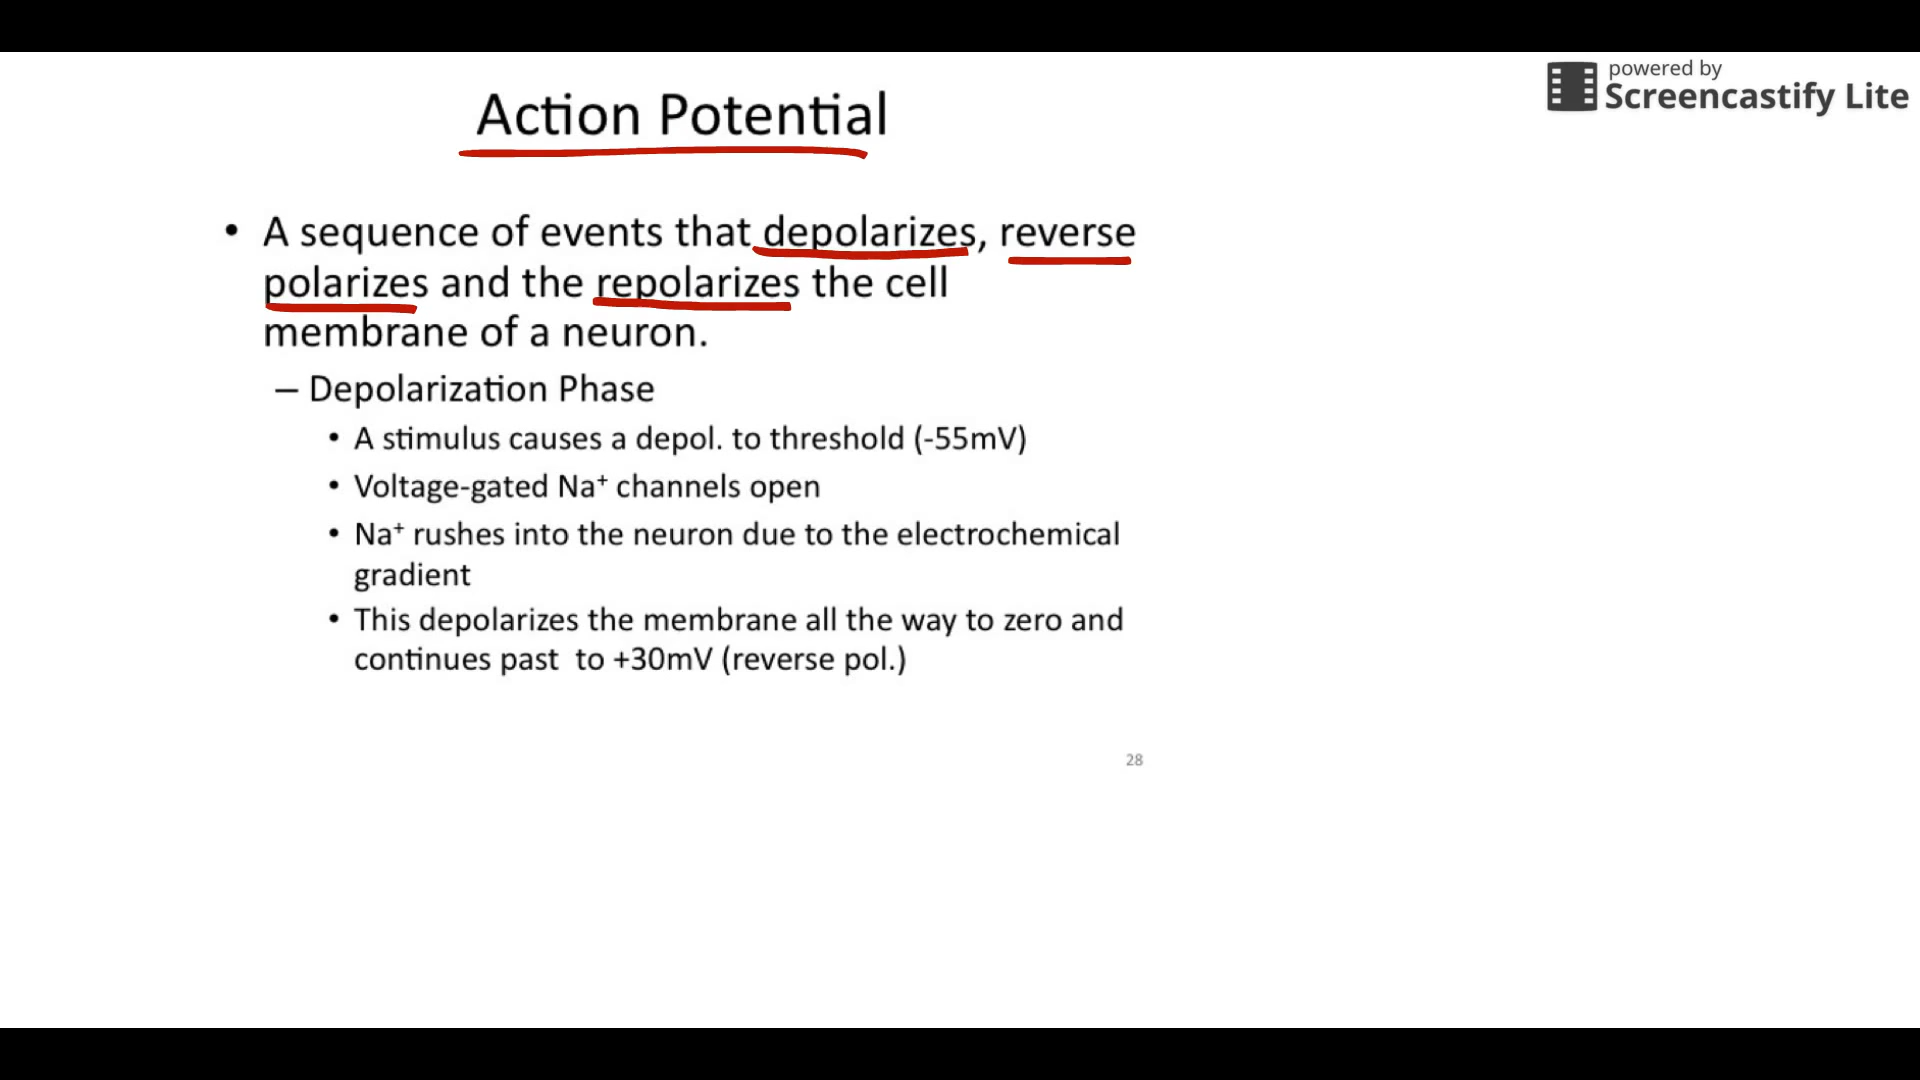 powered by
Screencastify Lite
Action Potential
• A sequence of events that depolarizes, reverse
polarizes and the repolarizes the cell
membrane of a neuron.
– Depolarization Phase
• A stimulus causes a depol. to threshold (-55mV)
• Voltage-gated Na⁺ channels open
• Na⁺ rushes into the neuron due to the electrochemical
gradient
• This depolarizes the membrane all the way to zero and
continues past  to +30mV (reverse pol.)
28